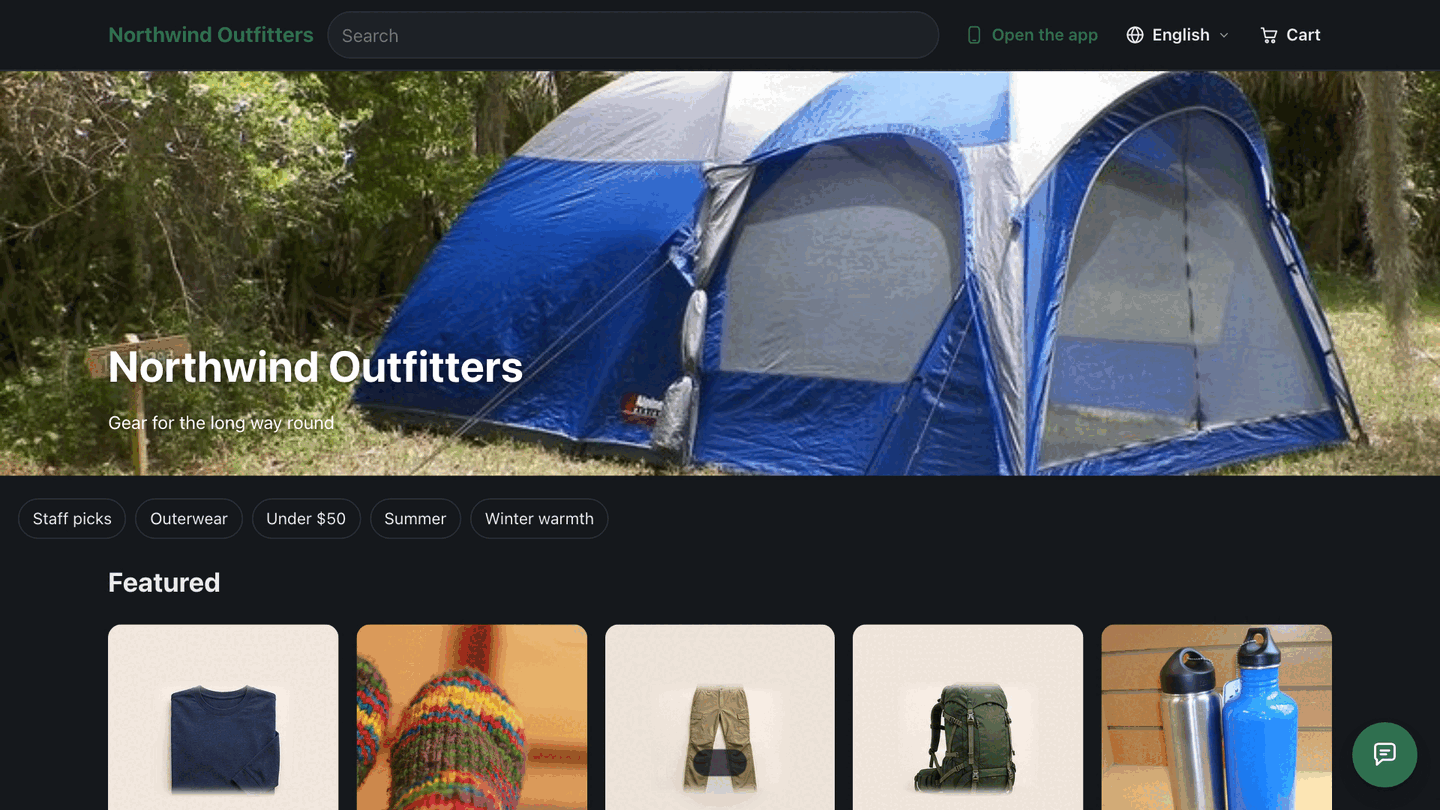 Northwind Outfitters
Search
Open the app
English
Cart
Northwind Outfitters
Gear for the long way round
Staff picks
Outerwear
Under $50
Summer
Winter warmth
Featured